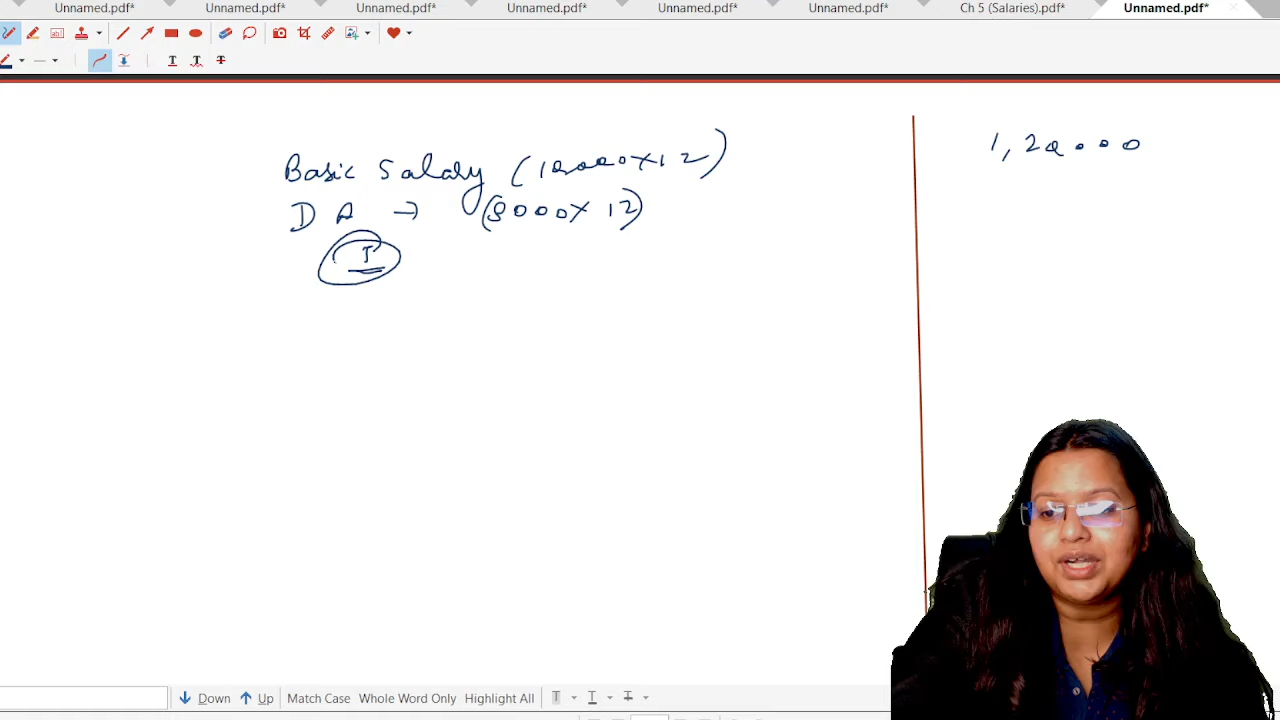 Unnamed.pdf* Unnamed.pdf* Unnamed.pdf* Unnamed.pdf* Unnamed.pdf* Unnamed.pdf* Ch 5 (Salaries).pdf* Unnamed.pdf*
Basic Salary (10000x12) 1,20000
DA → (8000x12)
I
Down Up Match Case Whole Word Only Highlight All